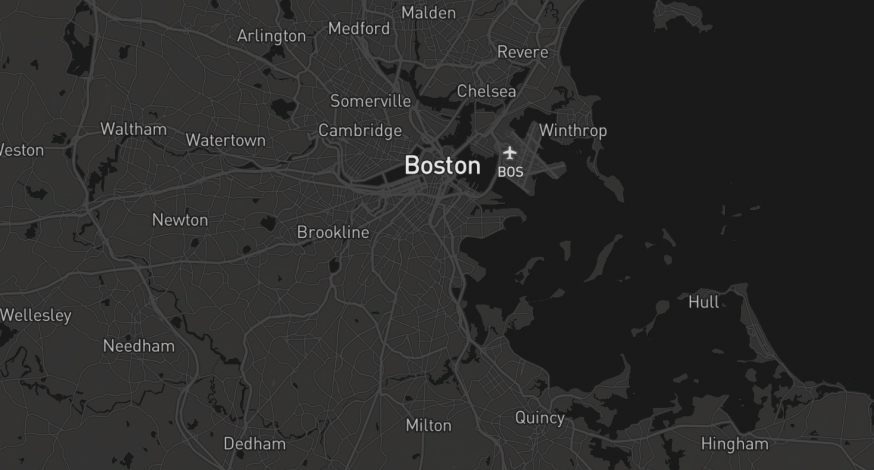 Malden
Medford
Arlington
Revere
Chelsea
Somerville
Waltham
Cambridge
Winthrop
Watertown
Weston
Boston
BOS
Newton
Brookline
Hull
Wellesley
Needham
Quincy
Milton
Dedham
Hingham